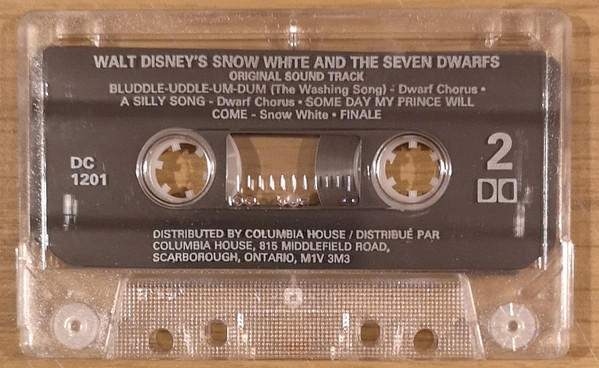 WALT DISNEY'S SNOW WHITE AND THE SEVEN DWARFS
ORIGINAL SOUND TRACK
BLUDDLE-UDDLE-UM-DUM (The Washing Song) - Dwarf Chorus •
A SILLY SONG - Dwarf Chorus • SOME DAY MY PRINCE WILL
COME - Snow White • FINALE
DC
1201
2
DISTRIBUTED BY COLUMBIA HOUSE / DISTRIBUÉ PAR
COLUMBIA HOUSE, 815 MIDDLEFIELD ROAD,
SCARBOROUGH, ONTARIO, M1V 3M3